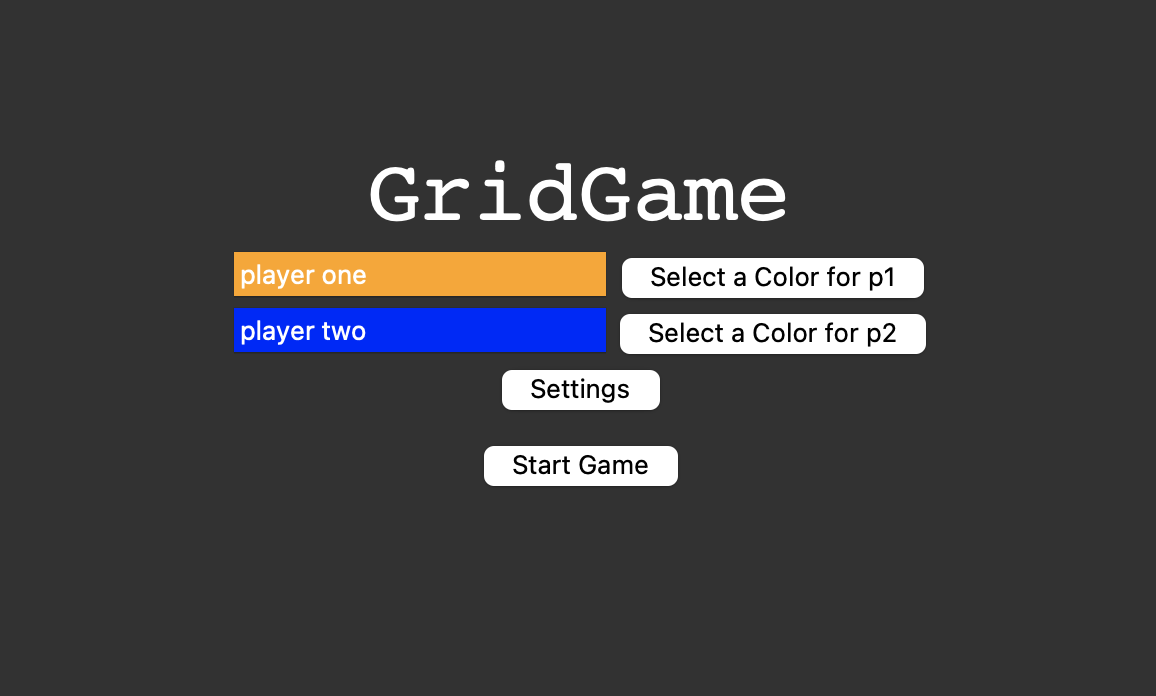 GridGame
player one Select a Color for p1
player two Select a Color for p2
Settings
Start Game